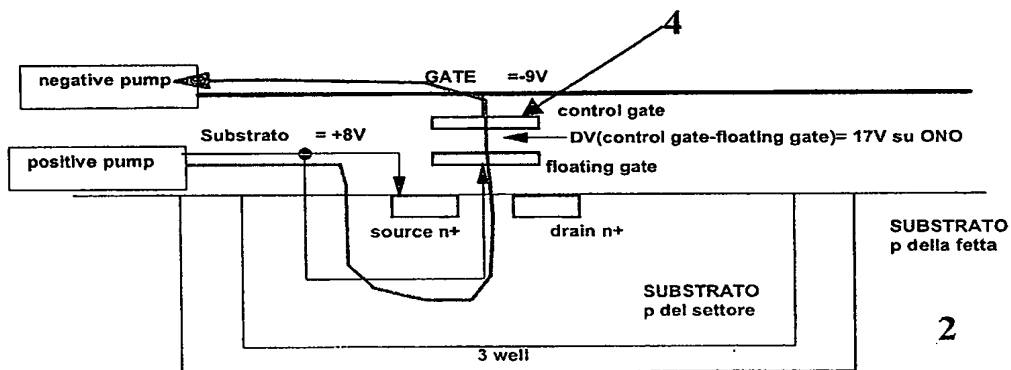 4
negative pump
GATE =-9V
control gate
Substrato = +8V
DV(control gate-floating gate)= 17V su ONO
positive pump
floating gate
source n+
drain n+
SUBSTRATO
p della fetta
SUBSTRATO
p del settore
2
3 well